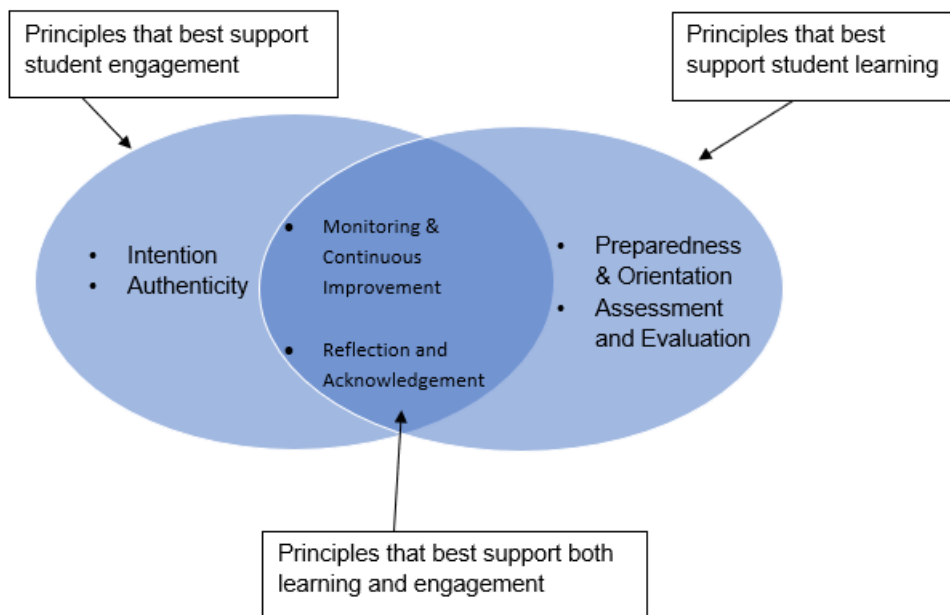 Principles that best support
student engagement
Principles that best
support student learning
• Intention
• Authenticity
• Monitoring &
Continuous
Improvement
• Reflection and
Acknowledgement
• Preparedness
& Orientation
• Assessment
and Evaluation
Principles that best support both
learning and engagement